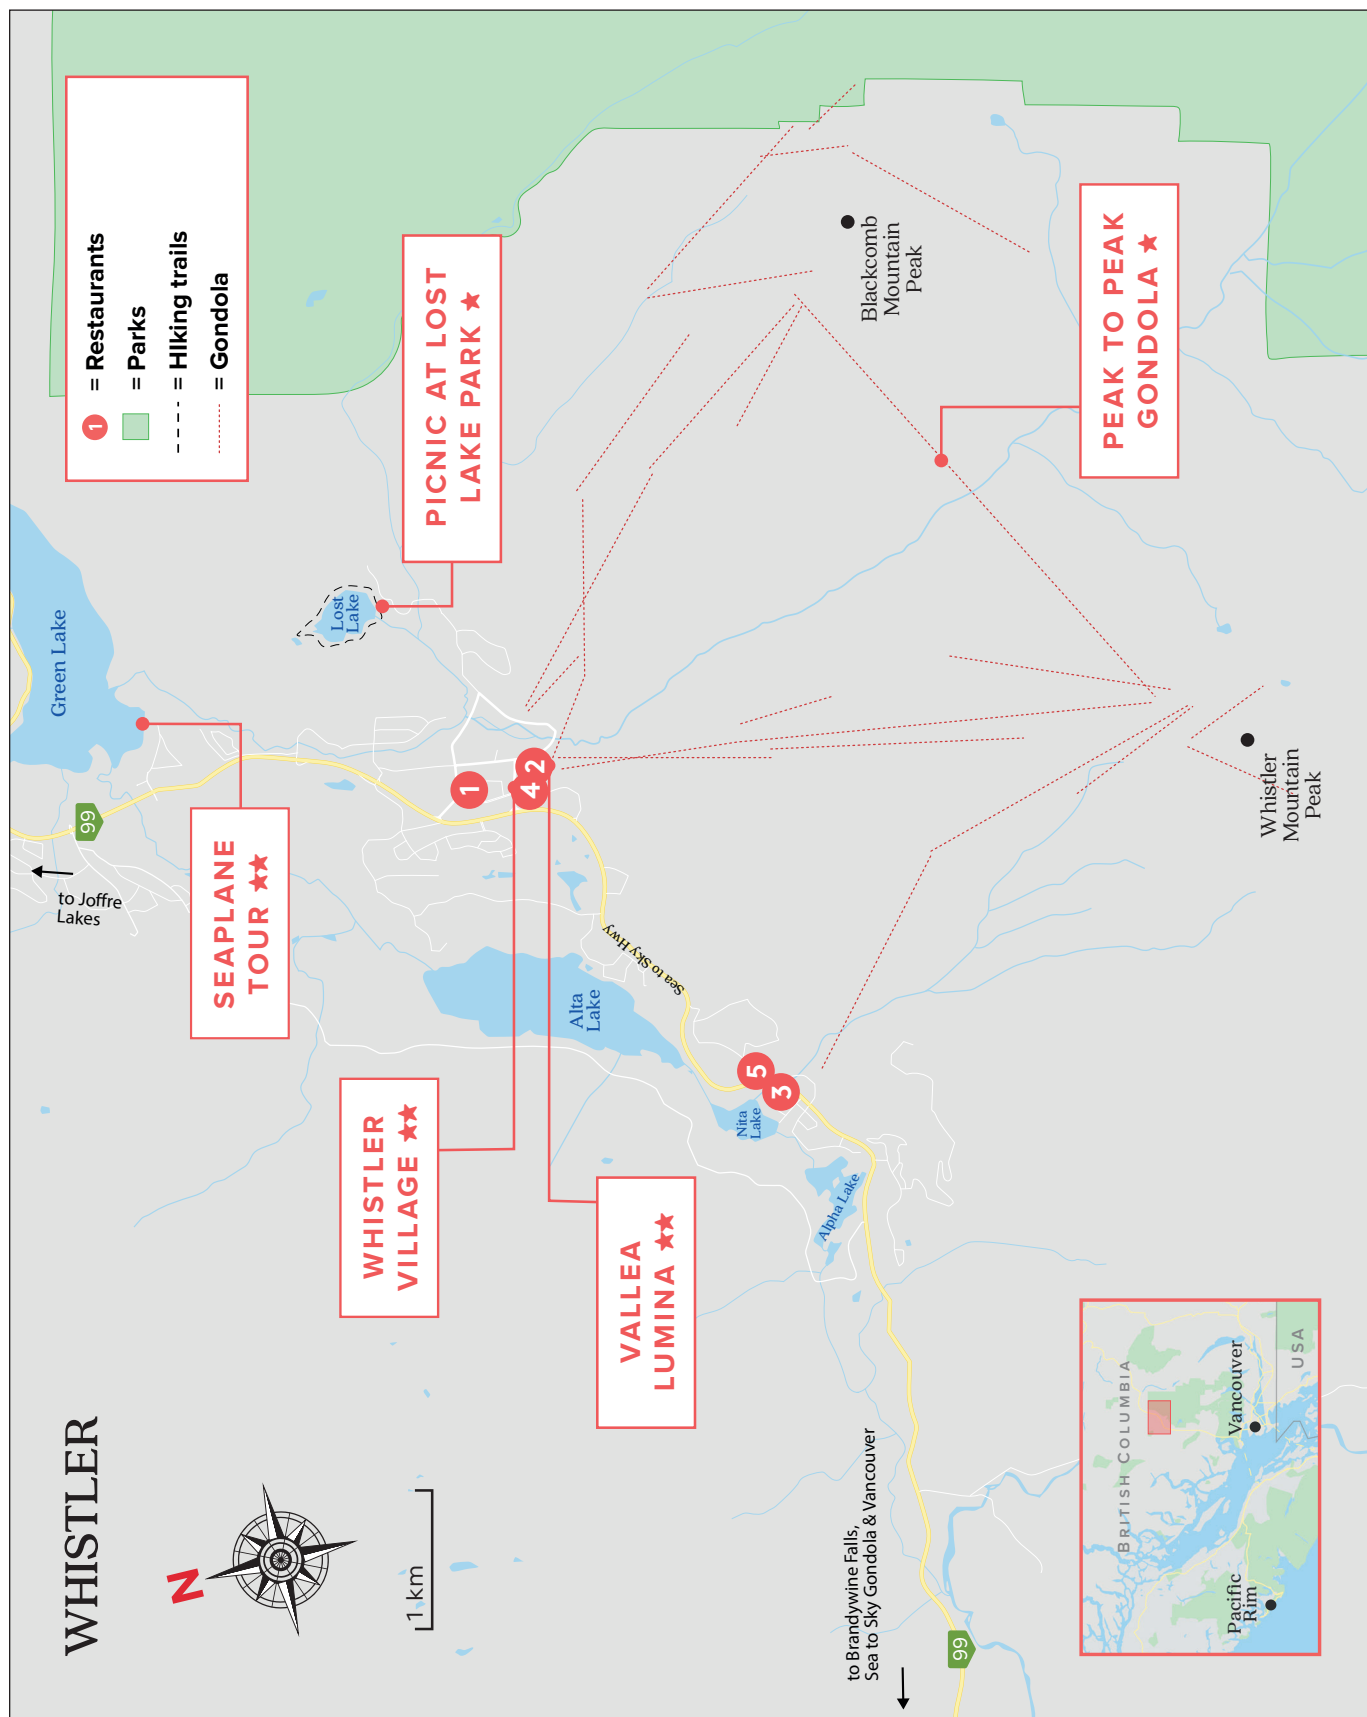 WHISTLER
N
1 km
1
= Restaurants
= Parks
= Hiking trails
= Gondola
Green Lake
99
to Joffre
Lakes
SEAPLANE
TOUR ★★
Lost
Lake
PICNIC AT LOST
LAKE PARK ★
WHISTLER
VILLAGE ★★
VALLEA
LUMINA ★★
1
4
2
Alta
Lake
Sea to Sky Hwy
5
3
Nita
Lake
Alpha Lake
Blackcomb
Mountain
Peak
PEAK TO PEAK
GONDOLA ★
Whistler
Mountain
Peak
to Brandywine Falls,
Sea to Sky Gondola & Vancouver
99
BRITISH COLUMBIA
Vancouver
USA
Pacific
Rim